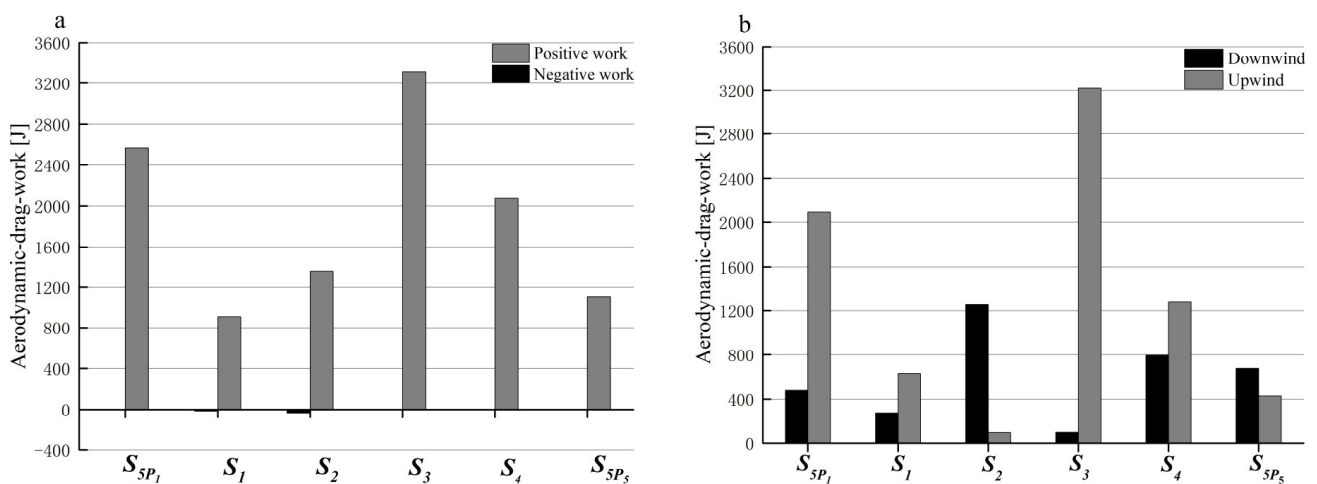 a
Aerodynamic-drag-work [J]
3600
3200
2800
2400
2000
1600
1200
800
400
0
−400
Positive work
Negative work
S5P1
S1
S2
S3
S4
S5P5
b
Aerodynamic-drag-work [J]
3600
3200
2800
2400
2000
1600
1200
800
400
0
Downwind
Upwind
S5P1
S1
S2
S3
S4
S5P5